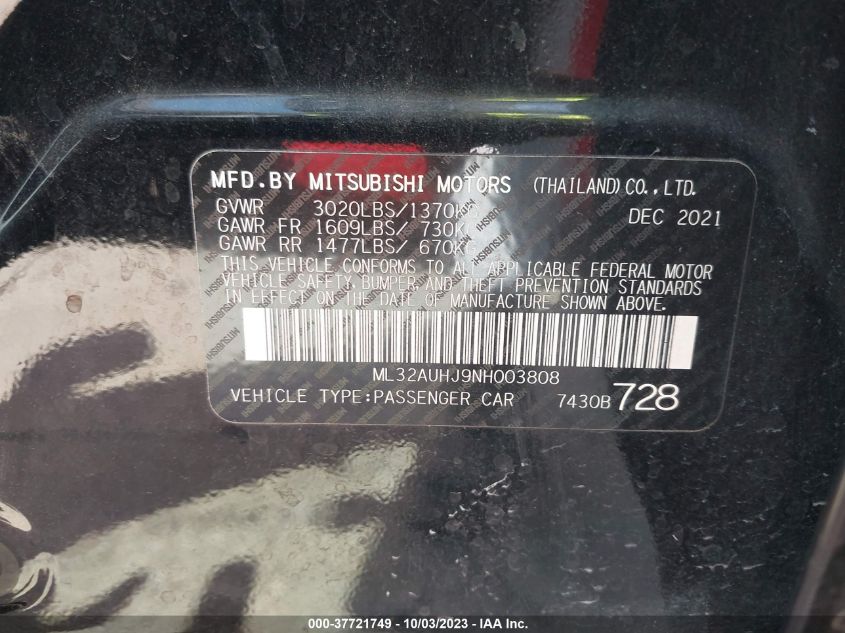 MFD.BY MITSUBISHI MOTORS (THAILAND)CO.,LTD.
GVWR 3020LBS/1370KG DEC 2021
GAWR FR 1609LBS/ 730KG
GAWR RR 1477LBS/ 670KG
THIS VEHICLE CONFORMS TO ALL APPLICABLE FEDERAL MOTOR
VEHICLE SAFETY,BUMPER,AND THEFT PREVENTION STANDARDS
IN EFFECT ON THE DATE OF MANUFACTURE SHOWN ABOVE.
ML32AUHJ9NH003808
VEHICLE TYPE:PASSENGER CAR 7430B 728
000-37721749 - 10/03/2023 - IAA Inc.